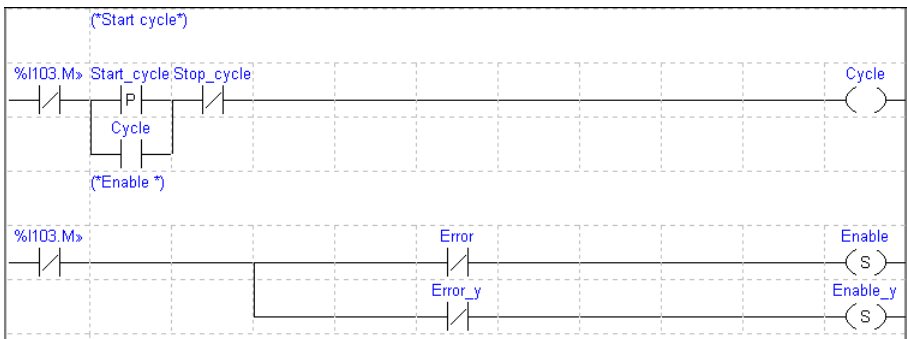 (*Start cycle*)
%I103.M» Start_cycle Stop_cycle Cycle
P
Cycle
(*Enable *)
%I103.M» Error Enable
S
Error_y Enable_y
S